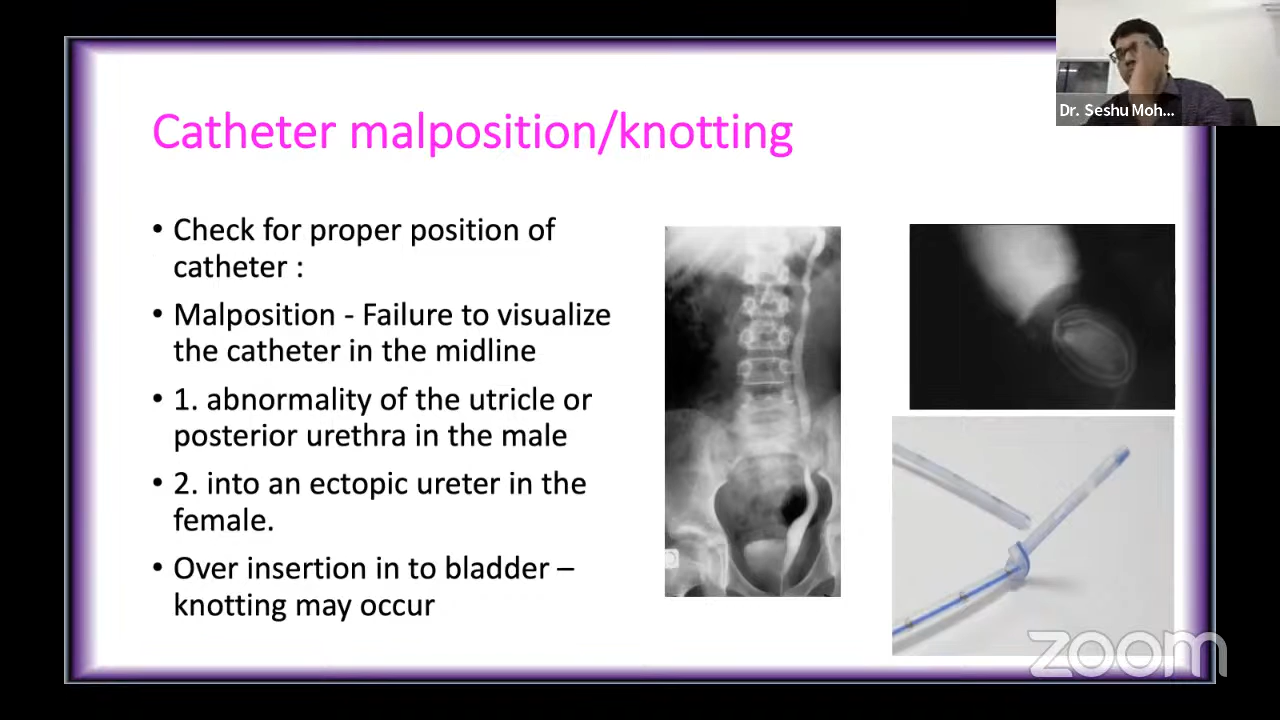 Dr. Seshu Moh...
Catheter malposition/knotting
• Check for proper position of
catheter :
• Malposition - Failure to visualize
the catheter in the midline
• 1. abnormality of the utricle or
posterior urethra in the male
• 2. into an ectopic ureter in the
female.
• Over insertion in to bladder –
knotting may occur
zoom